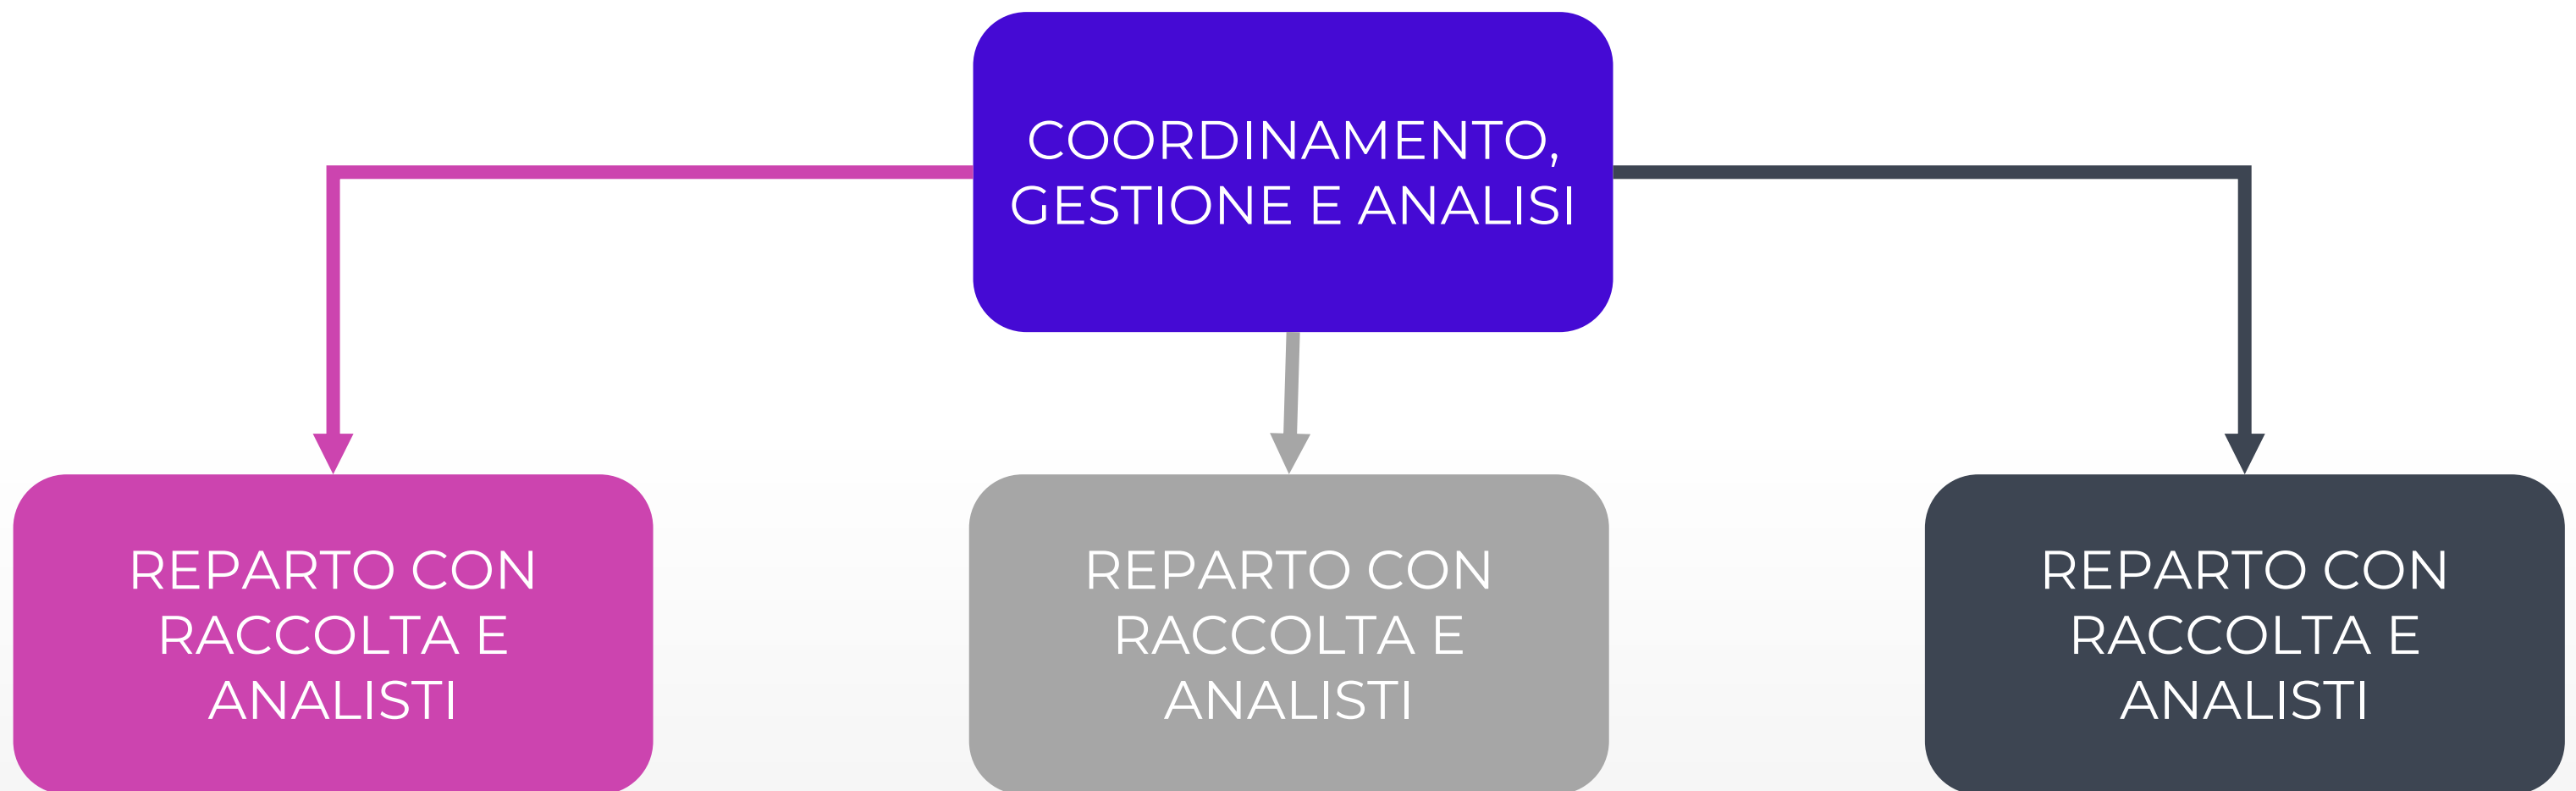 COORDINAMENTO,
GESTIONE E ANALISI
REPARTO CON
RACCOLTA E
ANALISTI
REPARTO CON
RACCOLTA E
ANALISTI
REPARTO CON
RACCOLTA E
ANALISTI